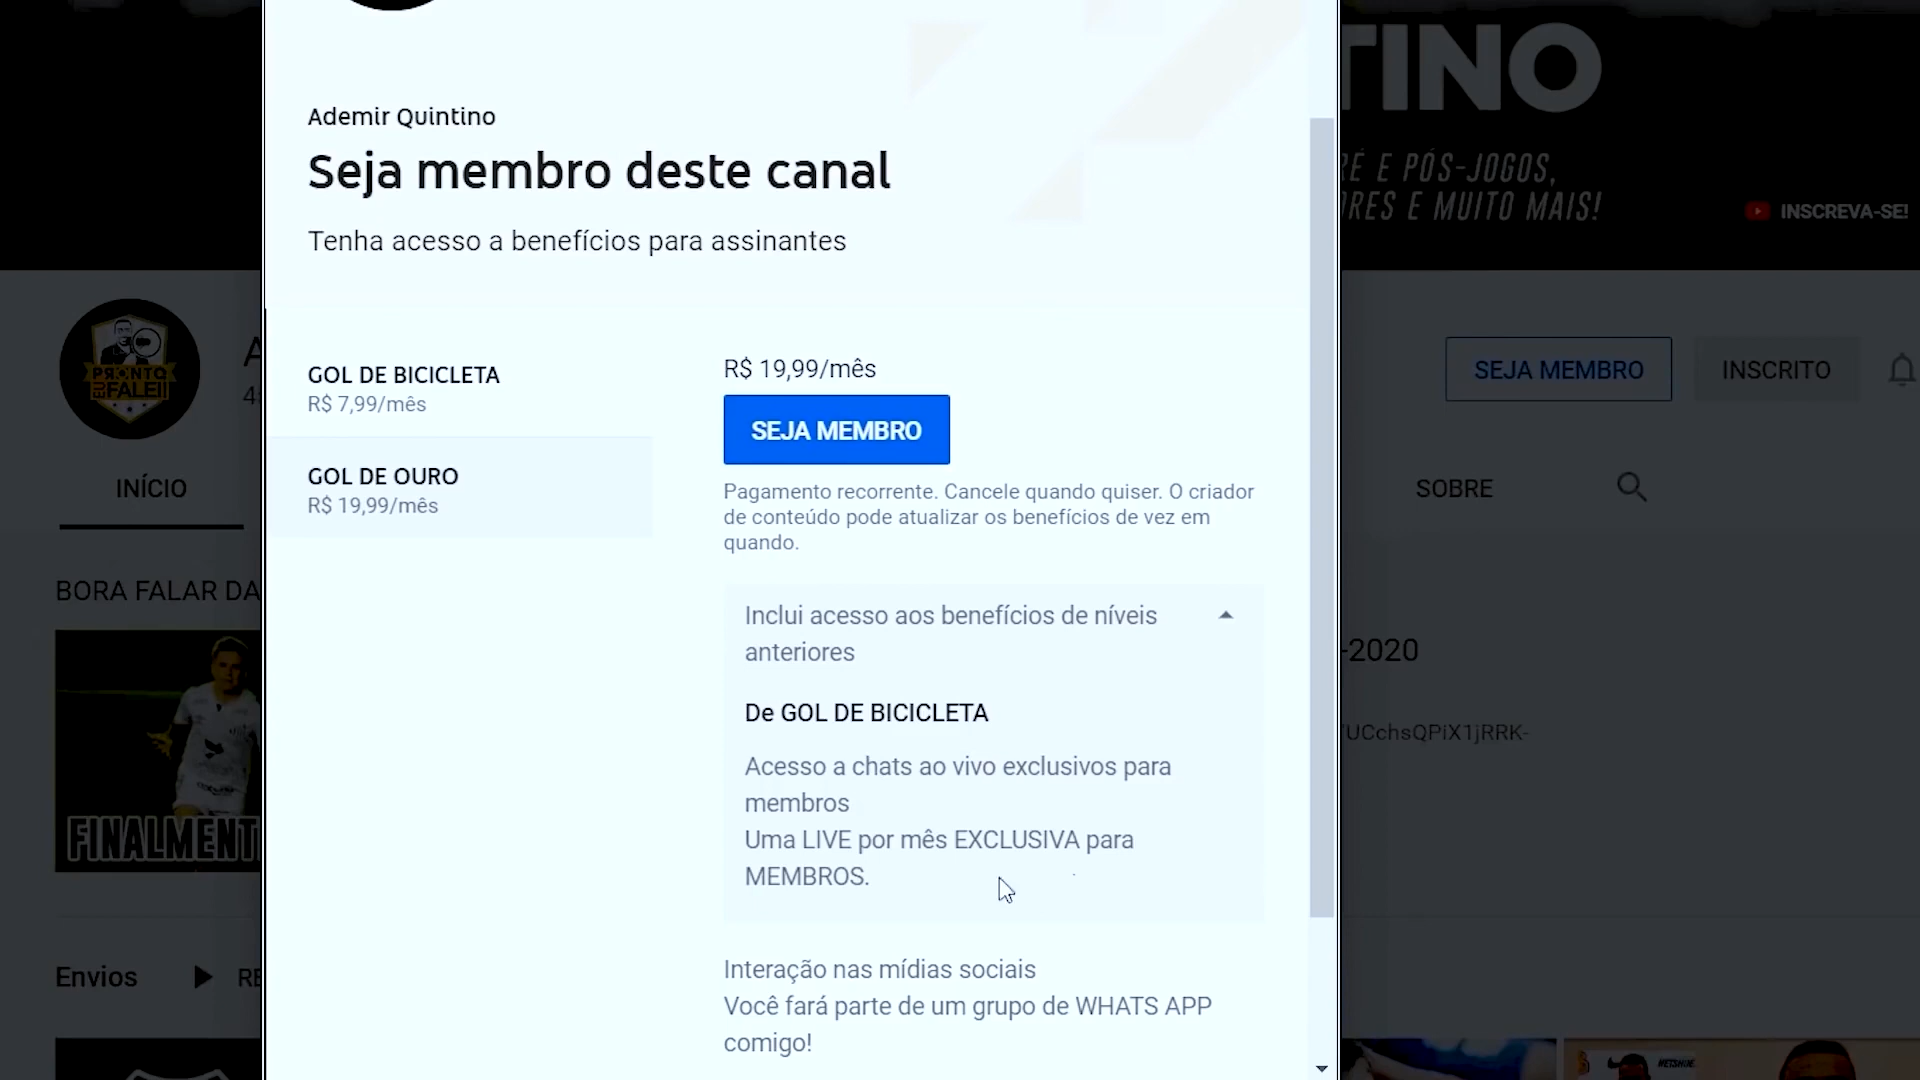 TINO
RÉ E PÓS-JOGOS,
RES E MUITO MAIS!
INSCREVA-SE!
Ademir Quintino
Seja membro deste canal
Tenha acesso a benefícios para assinantes
PRONTO
EU FALEI!
A
SEJA MEMBRO
INSCRITO
GOL DE BICICLETA
R$ 7,99/mês
GOL DE OURO
R$ 19,99/mês
R$ 19,99/mês
SEJA MEMBRO
Pagamento recorrente. Cancele quando quiser. O criador
de conteúdo pode atualizar os benefícios de vez em
quando.
INÍCIO
SOBRE
BORA FALAR DA
FINALMENT
-2020
UCchsQPiX1jRRK-
Inclui acesso aos benefícios de níveis
anteriores
De GOL DE BICICLETA
Acesso a chats ao vivo exclusivos para
membros
Uma LIVE por mês EXCLUSIVA para
MEMBROS.
Envios
RE
Interação nas mídias sociais
Você fará parte de um grupo de WHATS APP
comigo!